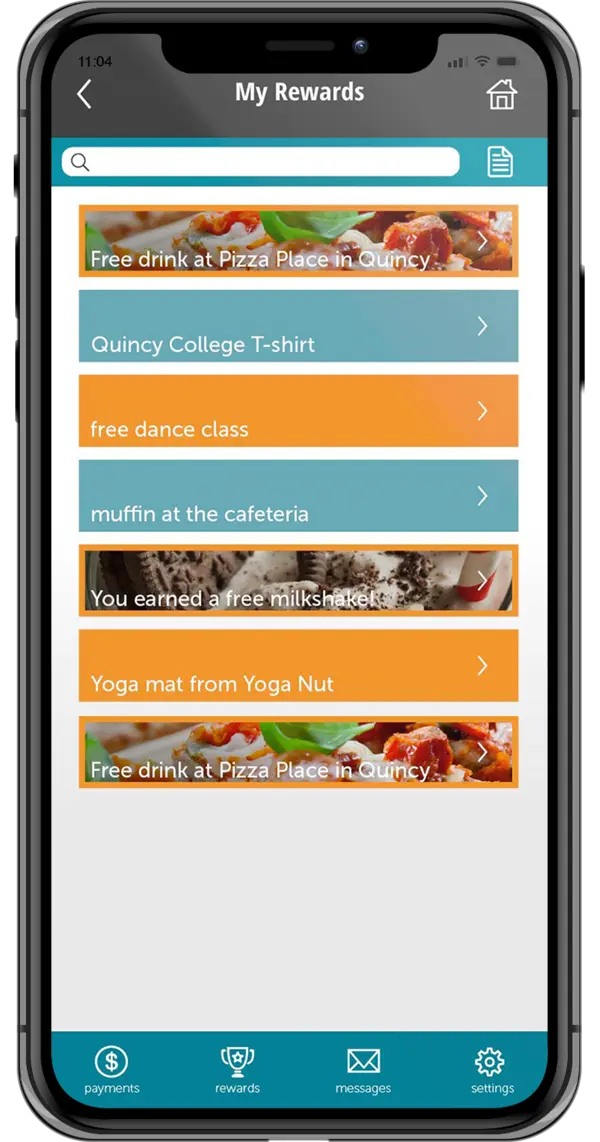 11:04
My Rewards
Free drink at Pizza Place in Quincy
Quincy College T-shirt
free dance class
muffin at the cafeteria
You earned a free milkshake!
Yoga mat from Yoga Nut
Free drink at Pizza Place in Quincy
$
payments rewards messages settings